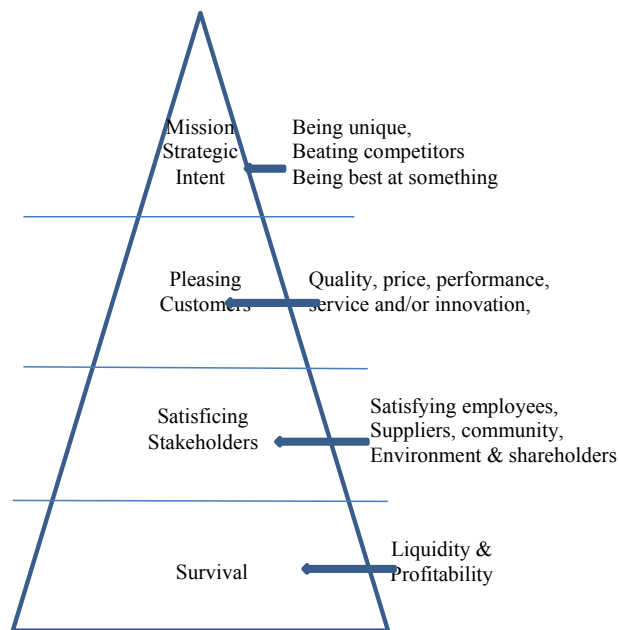 Mission
Strategic
Intent
Being unique,
Beating competitors
Being best at something
Pleasing
Customers
Quality, price, performance,
service and/or innovation,
Satisficing
Stakeholders
Satisfying employees,
Suppliers, community,
Environment & shareholders
Survival
Liquidity &
Profitability